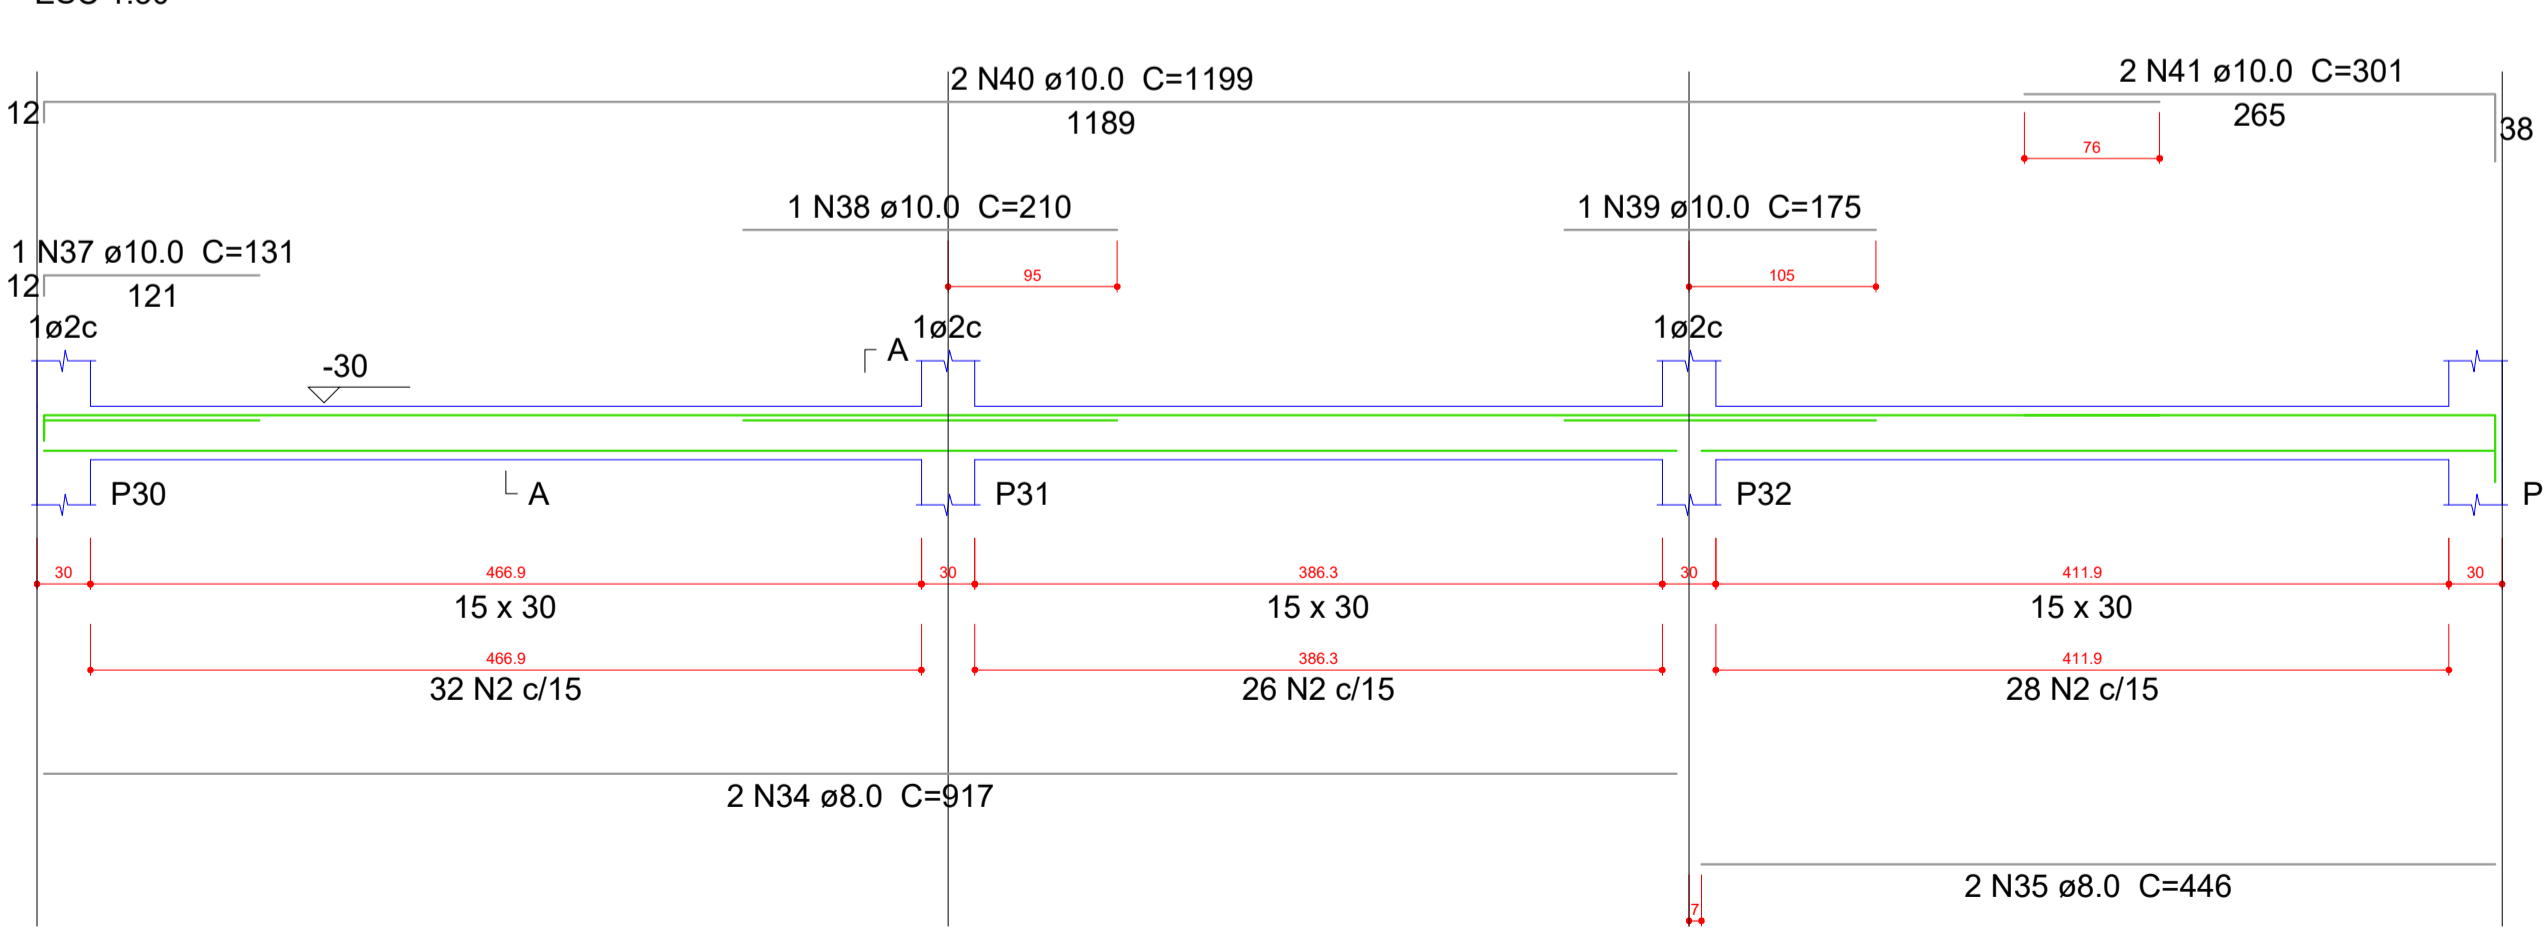 2 N40 ø10.0 C=1199
2 N41 ø10.0 C=301
12
1189
265
38
76
1 N38 ø10.0 C=210
1 N39 ø10.0 C=175
1 N37 ø10.0 C=131
12
121
95
105
1ø2c
1ø2c
1ø2c
-30
A
P30
A
P31
P32
P
30
466.9
30
386.3
30
411.9
30
15 x 30
15 x 30
15 x 30
466.9
386.3
411.9
32 N2 c/15
26 N2 c/15
28 N2 c/15
2 N34 ø8.0 C=917
2 N35 ø8.0 C=446
7